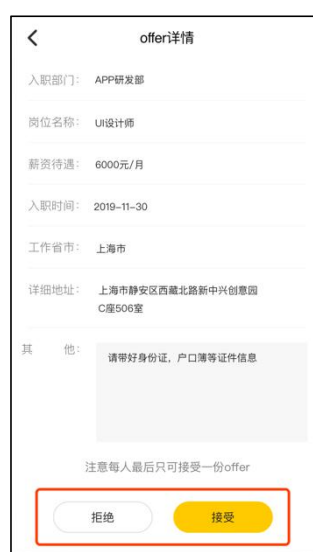 offer详情
入职部门： APP研发部
岗位名称： UI设计师
薪资待遇： 6000元/月
入职时间： 2019-11-30
工作省市： 上海市
详细地址： 上海市静安区西藏北路新中兴创意园
C座506室
其 他： 请带好身份证，户口簿等证件信息
注意每人最后只可接受一份offer
拒绝 接受